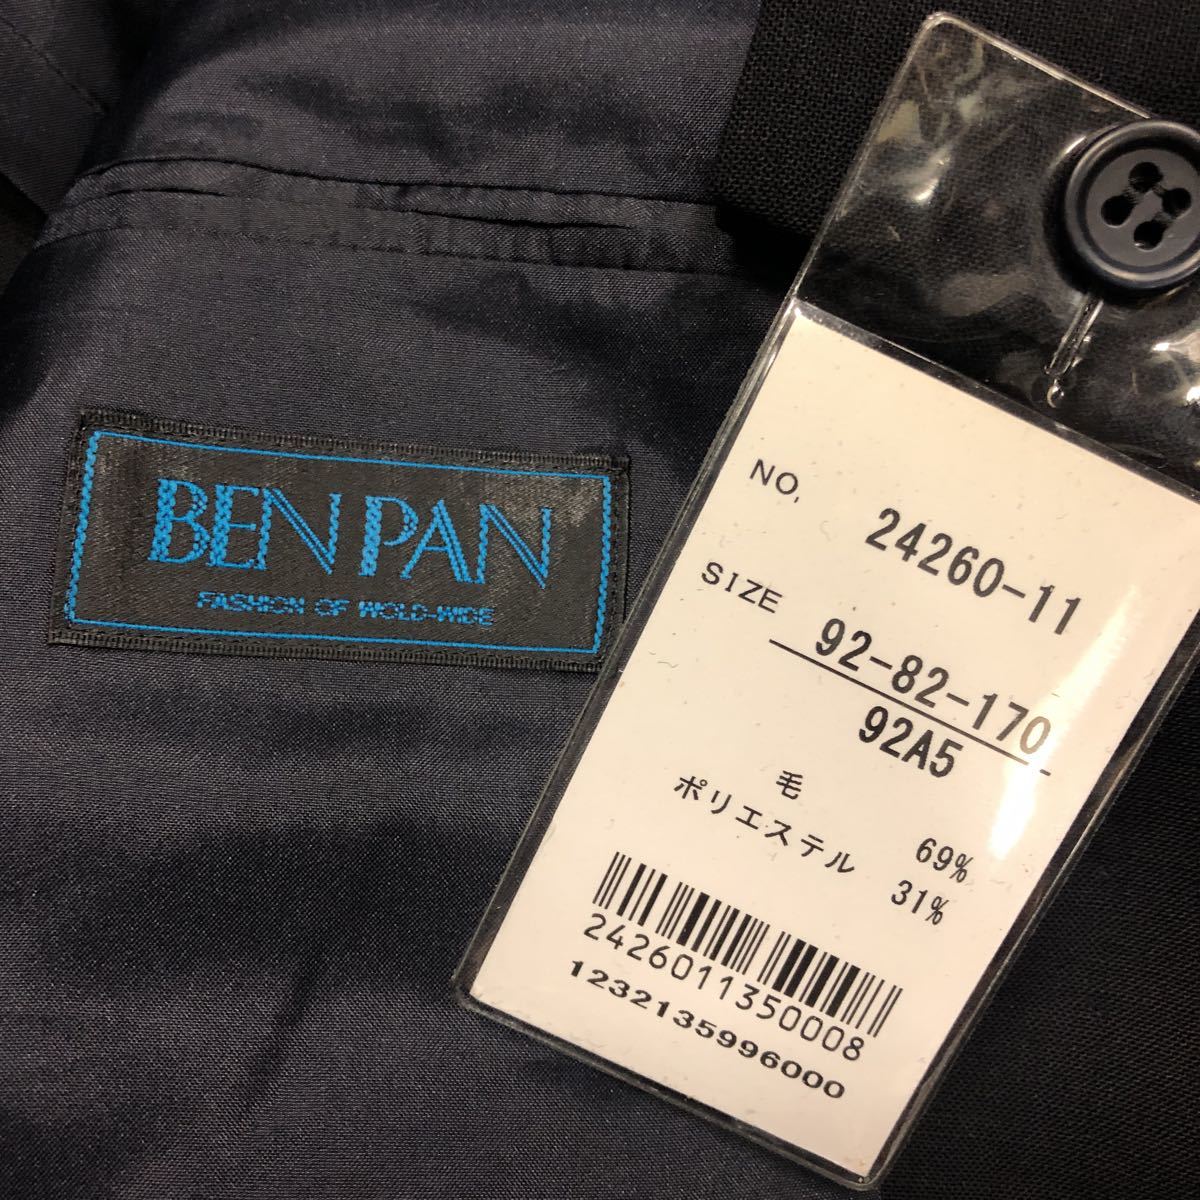 BEN PAN
FASHION OF WOLD-WIDE
NO, 24260-11
SIZE 92-82-170
92A5
毛 69%
ポリエステル 31%
2426011350008
1232135996000